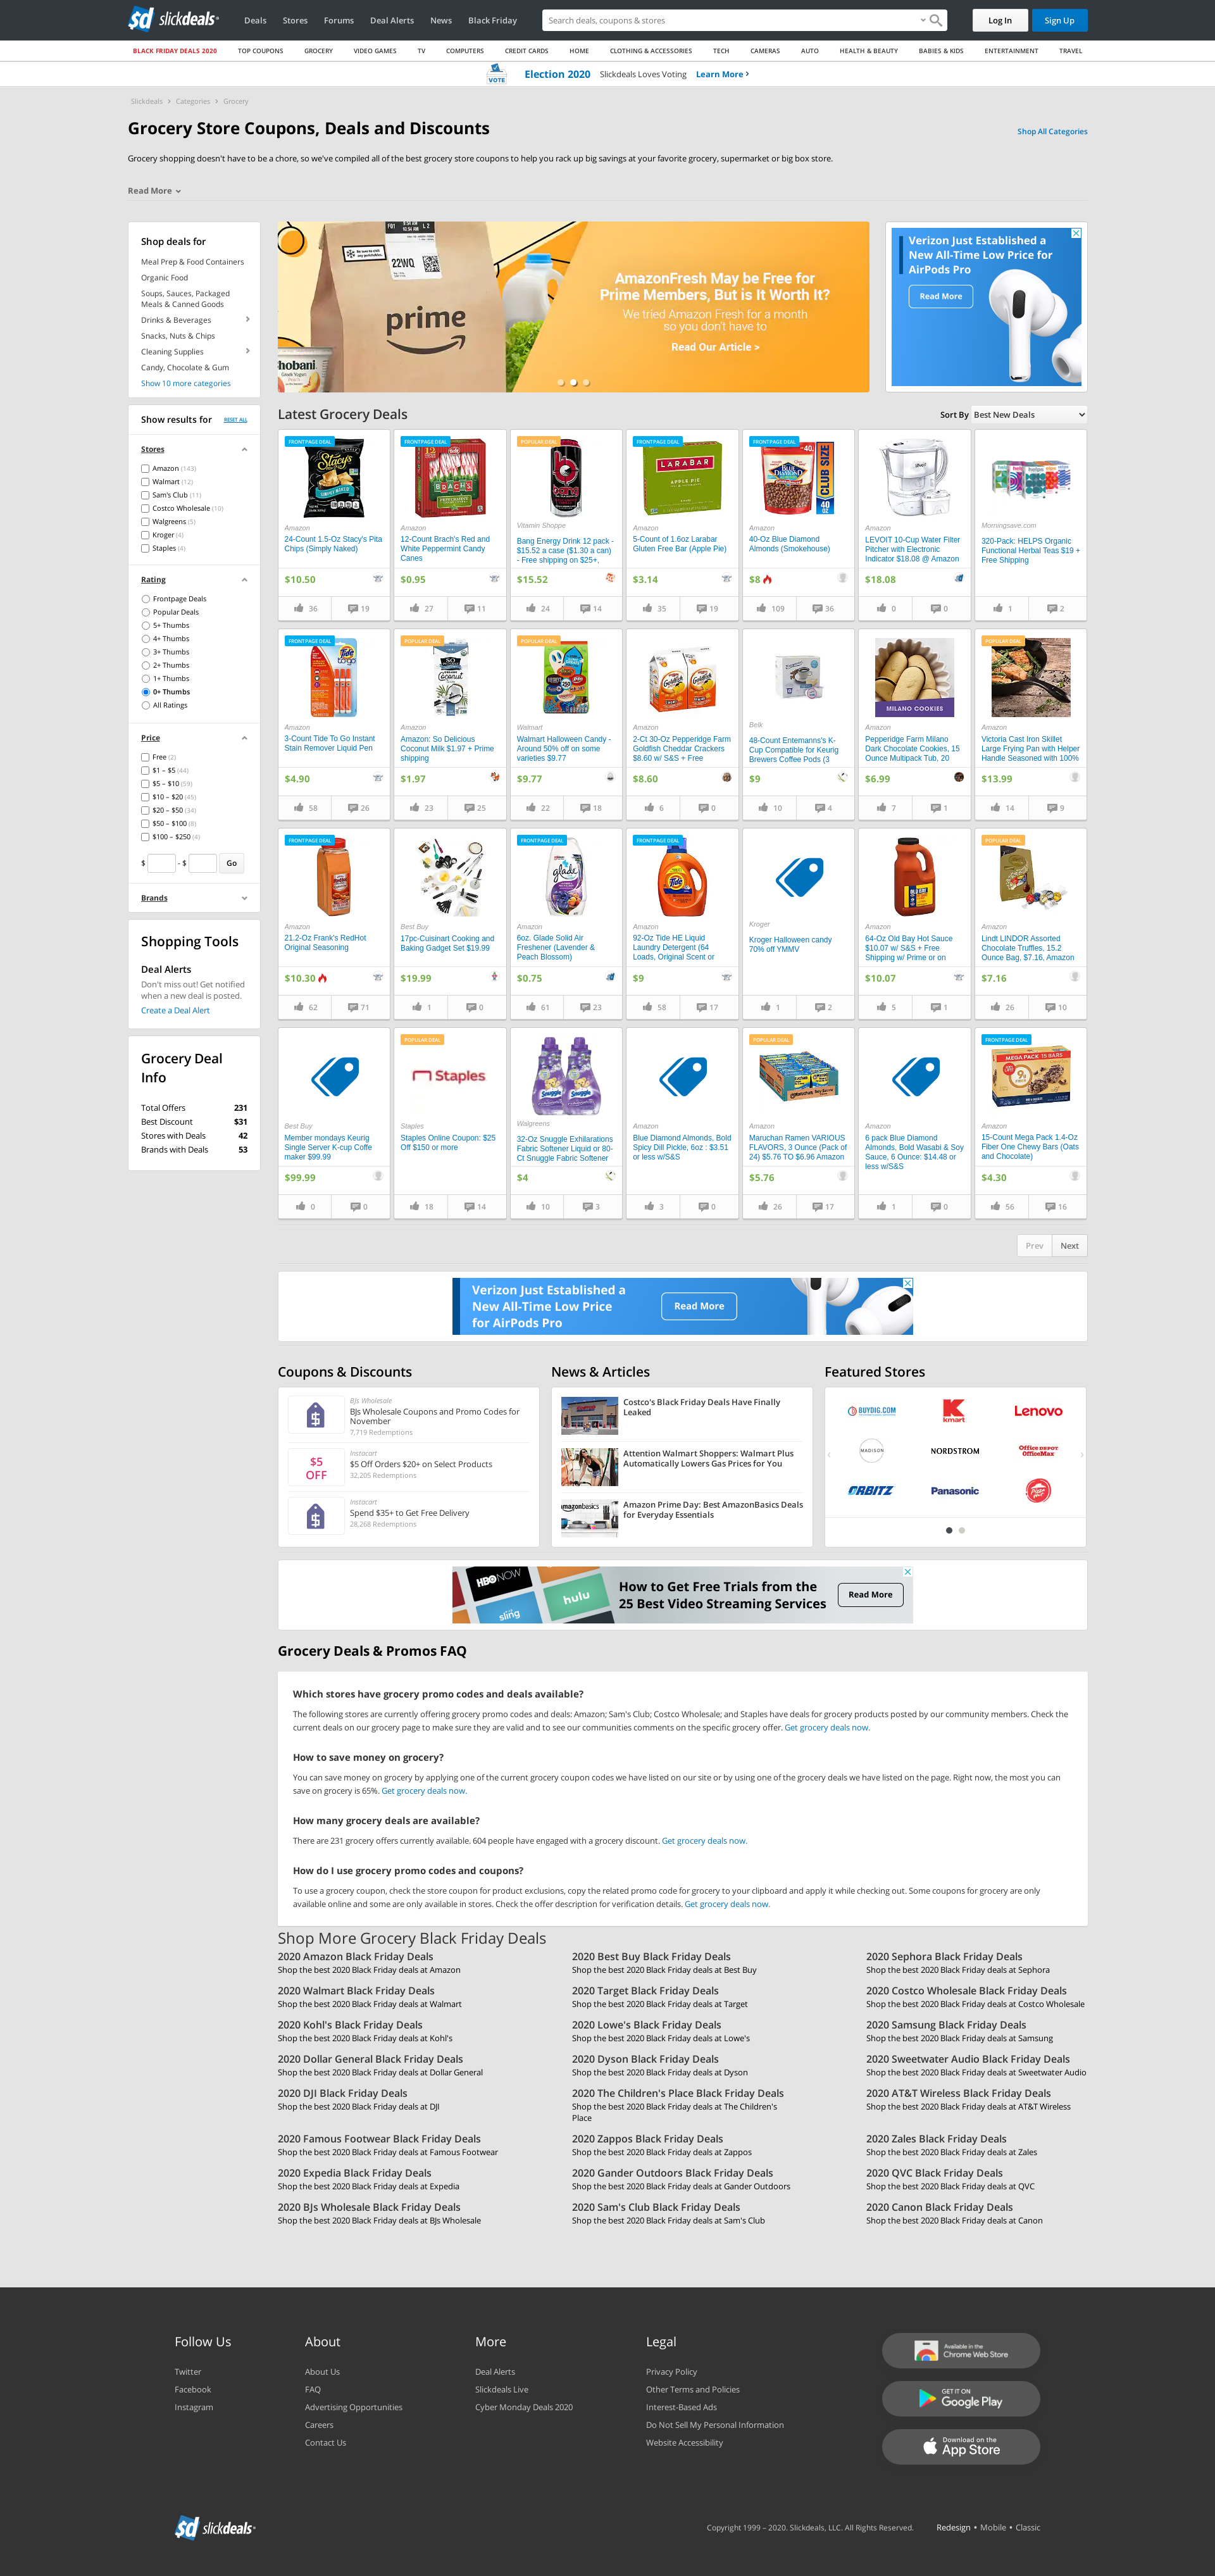 slickdeals
Deals
Stores
Forums
Deal Alerts
News
Black Friday
Search deals, coupons & stores
Log In
Sign Up
BLACK FRIDAY DEALS 2020
TOP COUPONS
GROCERY
VIDEO GAMES
TV
COMPUTERS
CREDIT CARDS
HOME
CLOTHING & ACCESSORIES
TECH
CAMERAS
AUTO
HEALTH & BEAUTY
BABIES & KIDS
ENTERTAINMENT
TRAVEL
VOTE
Election 2020 Slickdeals Loves Voting Learn More
Slickdeals > Categories > Grocery
Grocery Store Coupons, Deals and Discounts
Shop All Categories
Grocery shopping doesn't have to be a chore, so we've compiled all of the best grocery store coupons to help you rack up big savings at your favorite grocery, supermarket or big box store.
Read More
Shop deals for
Meal Prep & Food Containers
Organic Food
Soups, Sauces, Packaged
Meals & Canned Goods
Drinks & Beverages
Snacks, Nuts & Chips
Cleaning Supplies
Candy, Chocolate & Gum
Show 10 more categories
Show results for
RESET ALL
Stores
Amazon (143)
Walmart (12)
Sam's Club (11)
Costco Wholesale (10)
Walgreens (5)
Kroger (4)
Staples (4)
Rating
Frontpage Deals
Popular Deals
5+ Thumbs
4+ Thumbs
3+ Thumbs
2+ Thumbs
1+ Thumbs
0+ Thumbs
All Ratings
Price
Free (2)
$1 – $5 (44)
$5 – $10 (59)
$10 – $20 (45)
$20 – $50 (34)
$50 – $100 (8)
$100 – $250 (4)
$ - $ Go
Brands
Shopping Tools
Deal Alerts
Don't miss out! Get notified
when a new deal is posted.
Create a Deal Alert
Grocery Deal
Info
Total Offers 231
Best Discount $31
Stores with Deals 42
Brands with Deals 53
prime
AmazonFresh May be Free for
Prime Members, But is It Worth It?
We tried Amazon Fresh for a month
so you don't have to
Read Our Article >
Verizon Just Established a
New All-Time Low Price for
AirPods Pro
Read More
Latest Grocery Deals
Sort By Best New Deals
FRONTPAGE DEAL
Amazon
24-Count 1.5-Oz Stacy's Pita
Chips (Simply Naked)
$10.50
36 19
FRONTPAGE DEAL
Amazon
12-Count Brach's Red and
White Peppermint Candy
Canes
$0.95
27 11
POPULAR DEAL
Vitamin Shoppe
Bang Energy Drink 12 pack -
$15.52 a case ($1.30 a can)
- Free shipping on $25+,
$15.52
24 14
FRONTPAGE DEAL
LARABAR
APPLE PIE
Amazon
5-Count of 1.6oz Larabar
Gluten Free Bar (Apple Pie)
$3.14
35 19
FRONTPAGE DEAL
BLUE DIAMOND
CLUB SIZE
40 OZ
Amazon
40-Oz Blue Diamond
Almonds (Smokehouse)
$8
109 36
Amazon
LEVOIT 10-Cup Water Filter
Pitcher with Electronic
Indicator $18.08 @ Amazon
$18.08
0 0
Morningsave.com
320-Pack: HELPS Organic
Functional Herbal Teas $19 +
Free Shipping
1 2
FRONTPAGE DEAL
Amazon
3-Count Tide To Go Instant
Stain Remover Liquid Pen
$4.90
58 26
POPULAR DEAL
Amazon
Amazon: So Delicious
Coconut Milk $1.97 + Prime
shipping
$1.97
23 25
POPULAR DEAL
Walmart
Walmart Halloween Candy -
Around 50% off on some
varieties $9.77
$9.77
22 18
Goldfish
Amazon
2-Ct 30-Oz Pepperidge Farm
Goldfish Cheddar Crackers
$8.60 w/ S&S + Free
$8.60
6 0
Belk
48-Count Entemanns's K-
Cup Compatible for Keurig
Brewers Coffee Pods (3
$9
10 4
MILANO COOKIES
Amazon
Pepperidge Farm Milano
Dark Chocolate Cookies, 15
Ounce Multipack Tub, 20
$6.99
7 1
POPULAR DEAL
Amazon
Victoria Cast Iron Skillet
Large Frying Pan with Helper
Handle Seasoned with 100%
$13.99
14 9
FRONTPAGE DEAL
Amazon
21.2-Oz Frank's RedHot
Original Seasoning
$10.30
62 71
Best Buy
17pc-Cuisinart Cooking and
Baking Gadget Set $19.99
$19.99
1 0
FRONTPAGE DEAL
glade
Amazon
6oz. Glade Solid Air
Freshener (Lavender &
Peach Blossom)
$0.75
61 23
FRONTPAGE DEAL
Tide
Amazon
92-Oz Tide HE Liquid
Laundry Detergent (64
Loads, Original Scent or
$9
58 17
Kroger
Kroger Halloween candy
70% off YMMV
1 2
Amazon
64-Oz Old Bay Hot Sauce
$10.07 w/ S&S + Free
Shipping w/ Prime or on
$10.07
5 1
POPULAR DEAL
Amazon
Lindt LINDOR Assorted
Chocolate Truffles, 15.2
Ounce Bag, $7.16, Amazon
$7.16
26 10
Best Buy
Member mondays Keurig
Single Server K-cup Coffe
maker $99.99
$99.99
0 0
POPULAR DEAL
Staples
Staples
Staples Online Coupon: $25
Off $150 or more
18 14
Walgreens
32-Oz Snuggle Exhilarations
Fabric Softener Liquid or 80-
Ct Snuggle Fabric Softener
$4
10 3
Amazon
Blue Diamond Almonds, Bold
Spicy Dill Pickle, 6oz : $3.51
or less w/S&S
3 0
POPULAR DEAL
Amazon
Maruchan Ramen VARIOUS
FLAVORS, 3 Ounce (Pack of
24) $5.76 TO $6.96 Amazon
$5.76
26 17
Amazon
6 pack Blue Diamond
Almonds, Bold Wasabi & Soy
Sauce, 6 Ounce: $14.48 or
less w/S&S
1 0
FRONTPAGE DEAL
MEGA PACK 15 BARS
Amazon
15-Count Mega Pack 1.4-Oz
Fiber One Chewy Bars (Oats
and Chocolate)
$4.30
56 16
Prev Next
Verizon Just Established a
New All-Time Low Price
for AirPods Pro
Read More
Coupons & Discounts
BJs Wholesale
BJs Wholesale Coupons and Promo Codes for
November
7,719 Redemptions
$5
OFF
Instacart
$5 Off Orders $20+ on Select Products
32,205 Redemptions
Instacart
Spend $35+ to Get Free Delivery
28,268 Redemptions
News & Articles
Costco's Black Friday Deals Have Finally
Leaked
Attention Walmart Shoppers: Walmart Plus
Automatically Lowers Gas Prices for You
amazonbasics
Amazon Prime Day: Best AmazonBasics Deals
for Everyday Essentials
Featured Stores
BUYDIG.COM
kmart
Lenovo
MADISON
NORDSTROM
Office DEPOT
OfficeMax
ORBITZ
Panasonic
Pizza Hut
HBO NOW
hulu
sling
How to Get Free Trials from the
25 Best Video Streaming Services
Read More
Grocery Deals & Promos FAQ
Which stores have grocery promo codes and deals available?
The following stores are currently offering grocery promo codes and deals: Amazon; Sam's Club; Costco Wholesale; and Staples have deals for grocery products posted by our community members. Check the
current deals on our grocery page to make sure they are valid and to see our communities comments on the specific grocery offer. Get grocery deals now.
How to save money on grocery?
You can save money on grocery by applying one of the current grocery coupon codes we have listed on our site or by using one of the grocery deals we have listed on the page. Right now, the most you can
save on grocery is 65%. Get grocery deals now.
How many grocery deals are available?
There are 231 grocery offers currently available. 604 people have engaged with a grocery discount. Get grocery deals now.
How do I use grocery promo codes and coupons?
To use a grocery coupon, check the store coupon for product exclusions, copy the related promo code for grocery to your clipboard and apply it while checking out. Some coupons for grocery are only
available online and some are only available in stores. Check the offer description for verification details. Get grocery deals now.
Shop More Grocery Black Friday Deals
2020 Amazon Black Friday Deals
Shop the best 2020 Black Friday deals at Amazon
2020 Best Buy Black Friday Deals
Shop the best 2020 Black Friday deals at Best Buy
2020 Sephora Black Friday Deals
Shop the best 2020 Black Friday deals at Sephora
2020 Walmart Black Friday Deals
Shop the best 2020 Black Friday deals at Walmart
2020 Target Black Friday Deals
Shop the best 2020 Black Friday deals at Target
2020 Costco Wholesale Black Friday Deals
Shop the best 2020 Black Friday deals at Costco Wholesale
2020 Kohl's Black Friday Deals
Shop the best 2020 Black Friday deals at Kohl's
2020 Lowe's Black Friday Deals
Shop the best 2020 Black Friday deals at Lowe's
2020 Samsung Black Friday Deals
Shop the best 2020 Black Friday deals at Samsung
2020 Dollar General Black Friday Deals
Shop the best 2020 Black Friday deals at Dollar General
2020 Dyson Black Friday Deals
Shop the best 2020 Black Friday deals at Dyson
2020 Sweetwater Audio Black Friday Deals
Shop the best 2020 Black Friday deals at Sweetwater Audio
2020 DJI Black Friday Deals
Shop the best 2020 Black Friday deals at DJI
2020 The Children's Place Black Friday Deals
Shop the best 2020 Black Friday deals at The Children's
Place
2020 AT&T Wireless Black Friday Deals
Shop the best 2020 Black Friday deals at AT&T Wireless
2020 Famous Footwear Black Friday Deals
Shop the best 2020 Black Friday deals at Famous Footwear
2020 Zappos Black Friday Deals
Shop the best 2020 Black Friday deals at Zappos
2020 Zales Black Friday Deals
Shop the best 2020 Black Friday deals at Zales
2020 Expedia Black Friday Deals
Shop the best 2020 Black Friday deals at Expedia
2020 Gander Outdoors Black Friday Deals
Shop the best 2020 Black Friday deals at Gander Outdoors
2020 QVC Black Friday Deals
Shop the best 2020 Black Friday deals at QVC
2020 BJs Wholesale Black Friday Deals
Shop the best 2020 Black Friday deals at BJs Wholesale
2020 Sam's Club Black Friday Deals
Shop the best 2020 Black Friday deals at Sam's Club
2020 Canon Black Friday Deals
Shop the best 2020 Black Friday deals at Canon
Follow Us
Twitter
Facebook
Instagram
About
About Us
FAQ
Advertising Opportunities
Careers
Contact Us
More
Deal Alerts
Slickdeals Live
Cyber Monday Deals 2020
Legal
Privacy Policy
Other Terms and Policies
Interest-Based Ads
Do Not Sell My Personal Information
Website Accessibility
Available in the
Chrome Web Store
GET IT ON
Google Play
Download on the
App Store
slickdeals
Copyright 1999 – 2020. Slickdeals, LLC. All Rights Reserved.
Redesign • Mobile • Classic